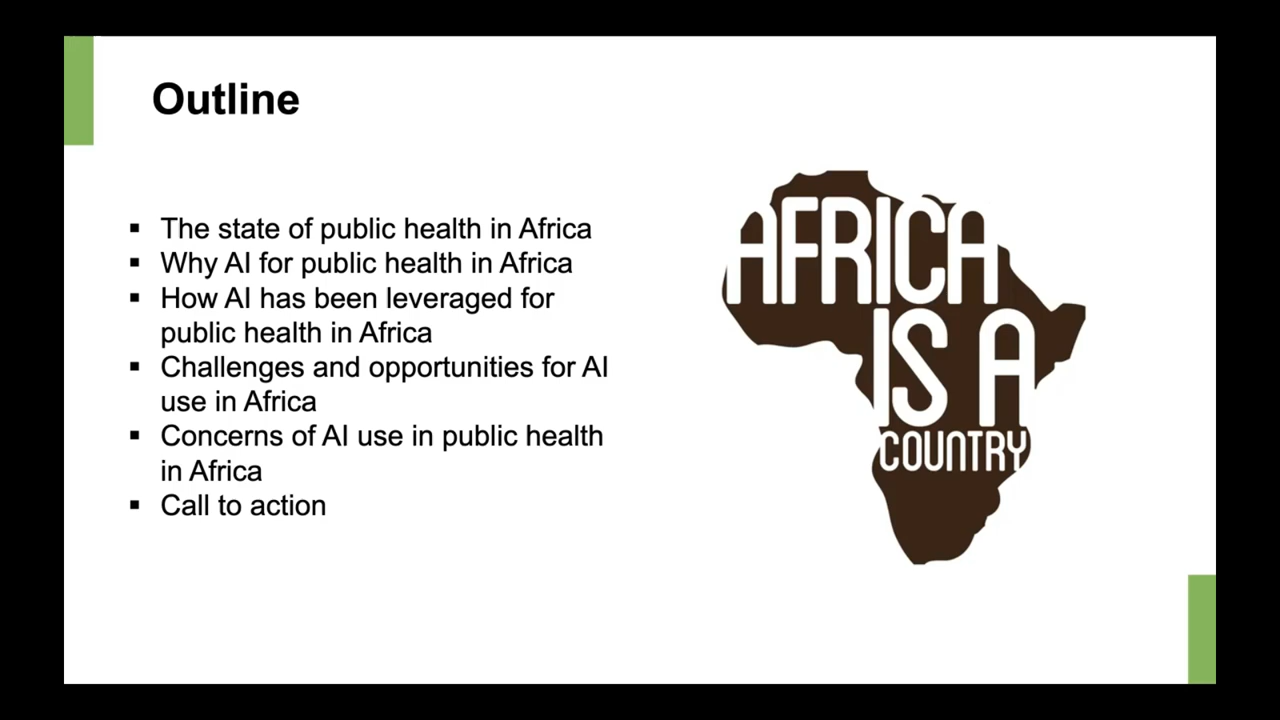 Outline
▪ The state of public health in Africa
▪ Why AI for public health in Africa
▪ How AI has been leveraged for
public health in Africa
▪ Challenges and opportunities for AI
use in Africa
▪ Concerns of AI use in public health
in Africa
▪ Call to action
AFRICA
IS A
COUNTRY